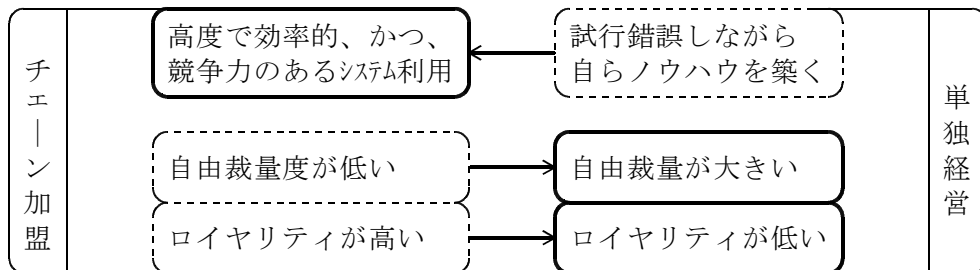 チェーン加盟
高度で効率的、かつ、
競争力のあるシステム利用
試行錯誤しながら
自らノウハウを築く
自由裁量度が低い
自由裁量が大きい
ロイヤリティが高い
ロイヤリティが低い
単独経営